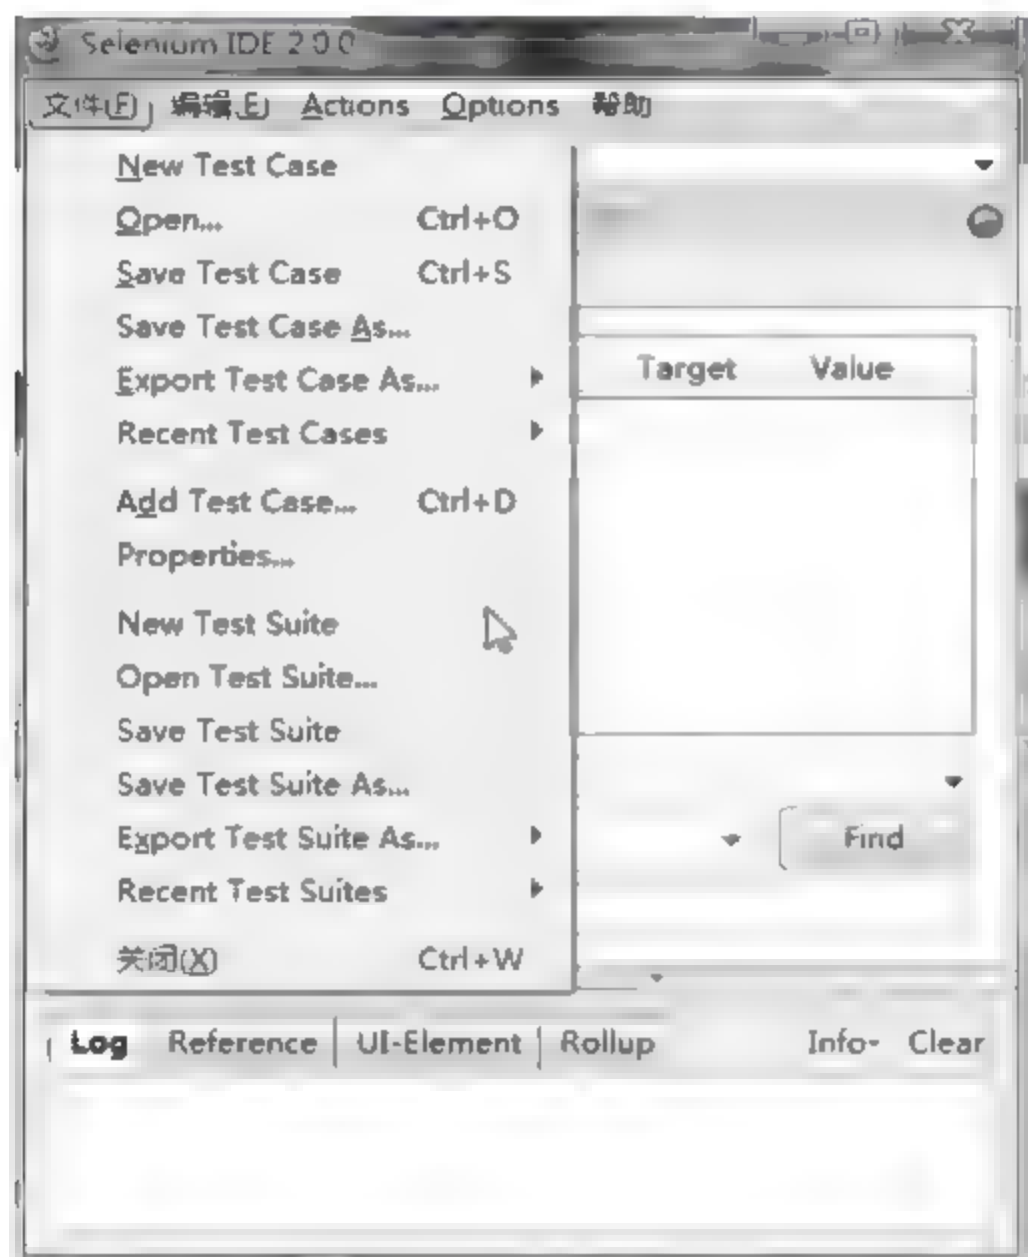 Selenium IDE 2.0.0
文件(F) 编辑(E) Actions Options 帮助
New Test Case
Open... Ctrl+O
Save Test Case Ctrl+S
Save Test Case As...
Export Test Case As...
Target Value
Recent Test Cases
Add Test Case... Ctrl+D
Properties...
New Test Suite
Open Test Suite...
Save Test Suite
Save Test Suite As...
Export Test Suite As...
Find
Recent Test Suites
关闭(X) Ctrl+W
Log Reference UI-Element Rollup Info- Clear